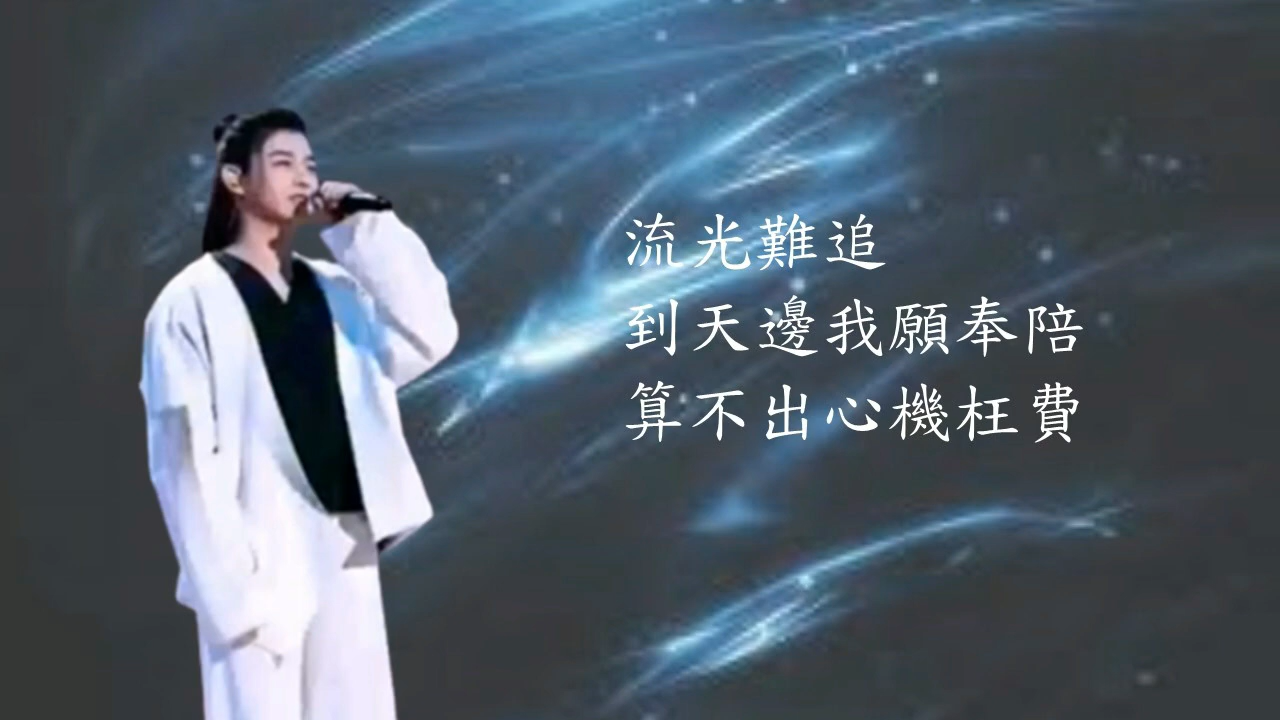 流光難追
到天邊我願奉陪
算不出心機枉費